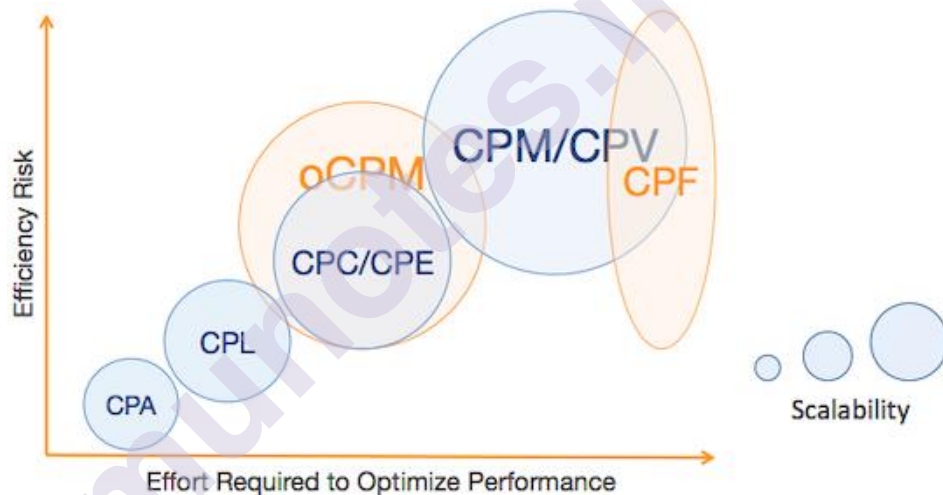 Efficiency Risk
oCPM
CPM/CPV
CPF
CPC/CPE
CPL
CPA
Scalability
Effort Required to Optimize Performance